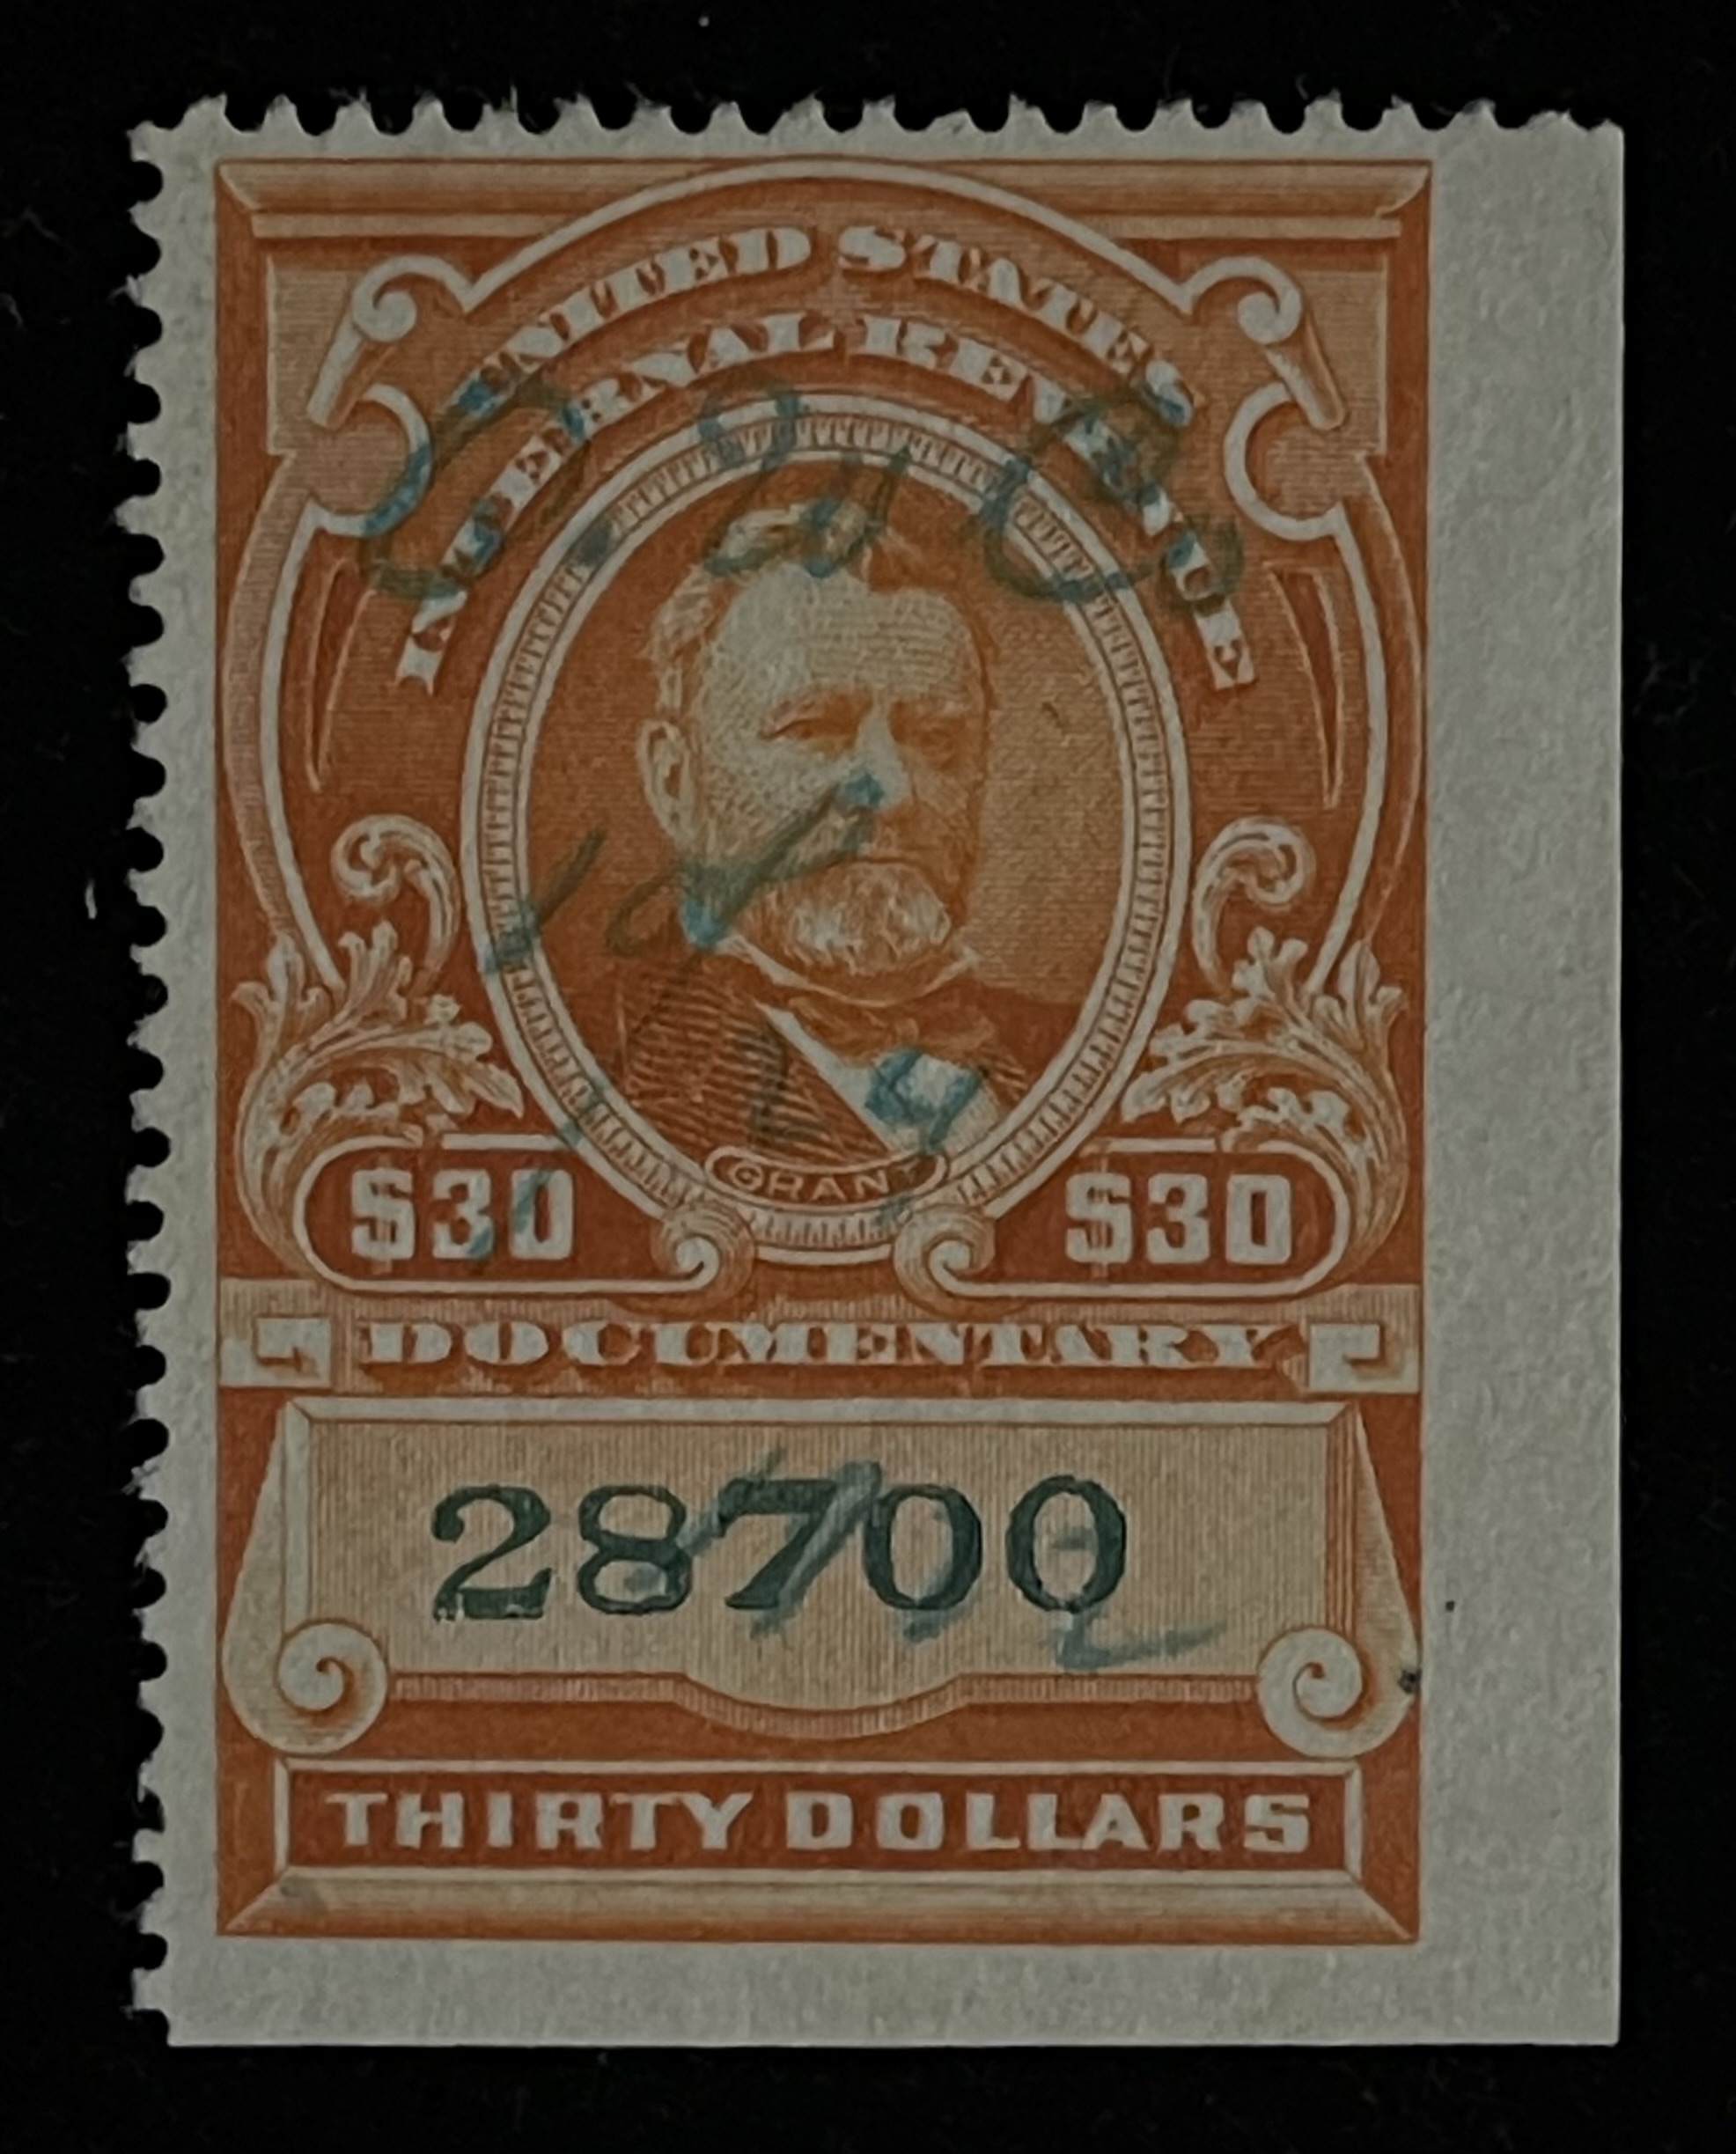 UNITED STATES
INTERNAL REVENUE
GRANT
$30 $30
DOCUMENTARY
28700
THIRTY DOLLARS